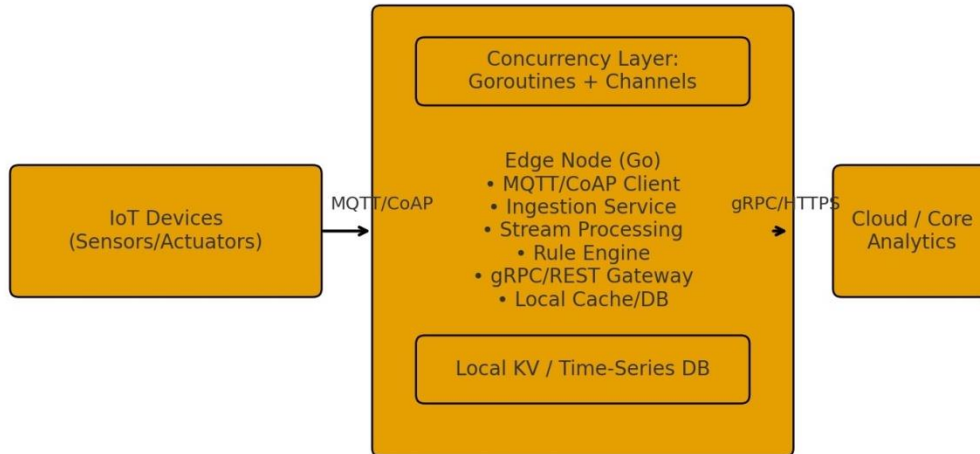 IoT Devices
(Sensors/Actuators)
MQTT/CoAP
Concurrency Layer:
Goroutines + Channels
Edge Node (Go)
• MQTT/CoAP Client
• Ingestion Service
• Stream Processing
• Rule Engine
• gRPC/REST Gateway
• Local Cache/DB
Local KV / Time-Series DB
gRPC/HTTPS
Cloud / Core
Analytics